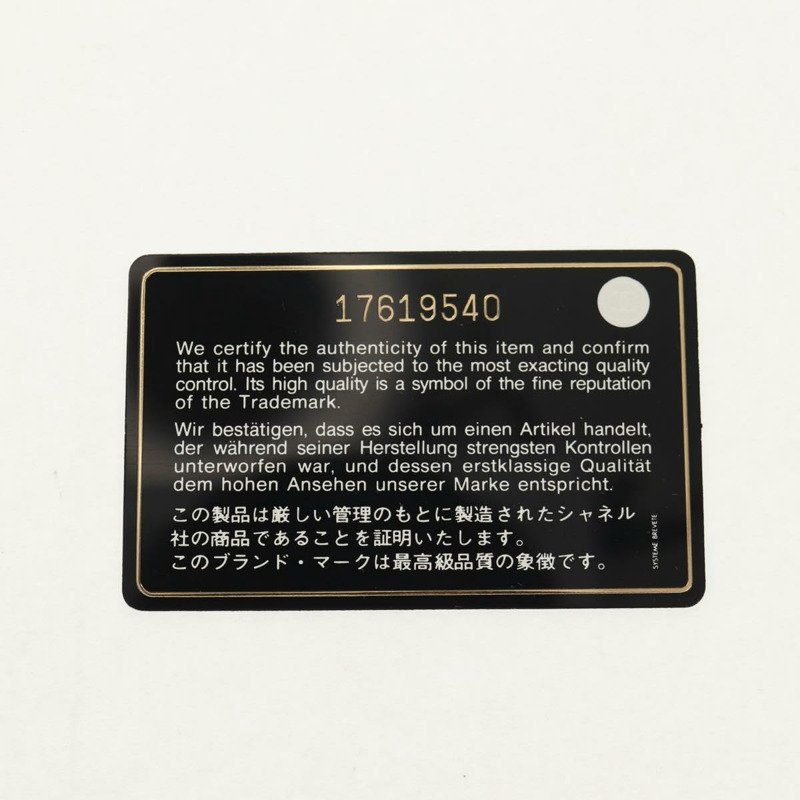 17619540
We certify the authenticity of this item and confirm
that it has been subjected to the most exacting quality
control. Its high quality is a symbol of the fine reputation
of the Trademark.
Wir bestätigen, dass es sich um einen Artikel handelt,
der während seiner Herstellung strengsten Kontrollen
unterworfen war, und dessen erstklassige Qualität
dem hohen Ansehen unserer Marke entspricht.
この製品は厳しい管理のもとに製造されたシャネル
社の商品であることを証明いたします。
このブランド・マークは最高級品質の象徴です。
SYSTEME BREVETE